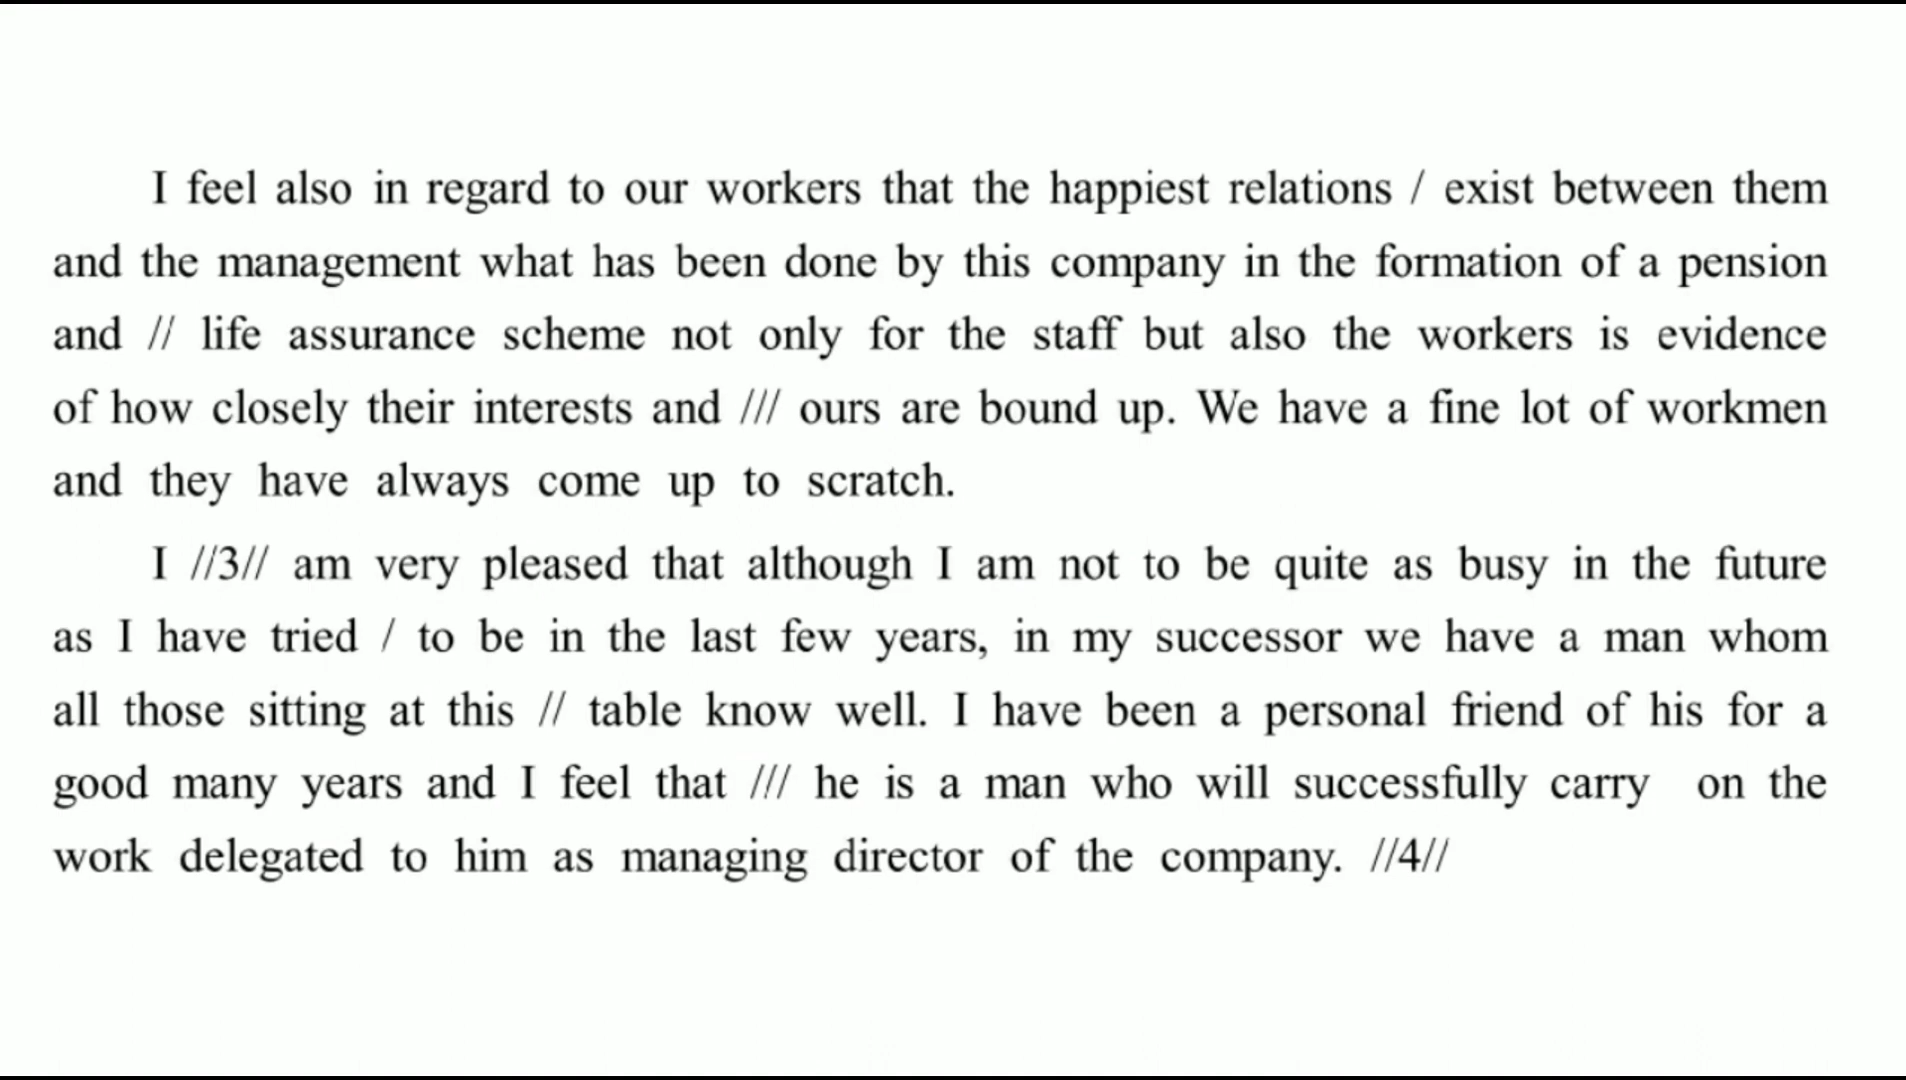 I feel also in regard to our workers that the happiest relations / exist between them
and the management what has been done by this company in the formation of a pension
and // life assurance scheme not only for the staff but also the workers is evidence
of how closely their interests and /// ours are bound up. We have a fine lot of workmen
and they have always come up to scratch.
I //3// am very pleased that although I am not to be quite as busy in the future
as I have tried / to be in the last few years, in my successor we have a man whom
all those sitting at this // table know well. I have been a personal friend of his for a
good many years and I feel that /// he is a man who will successfully carry on the
work delegated to him as managing director of the company. //4//